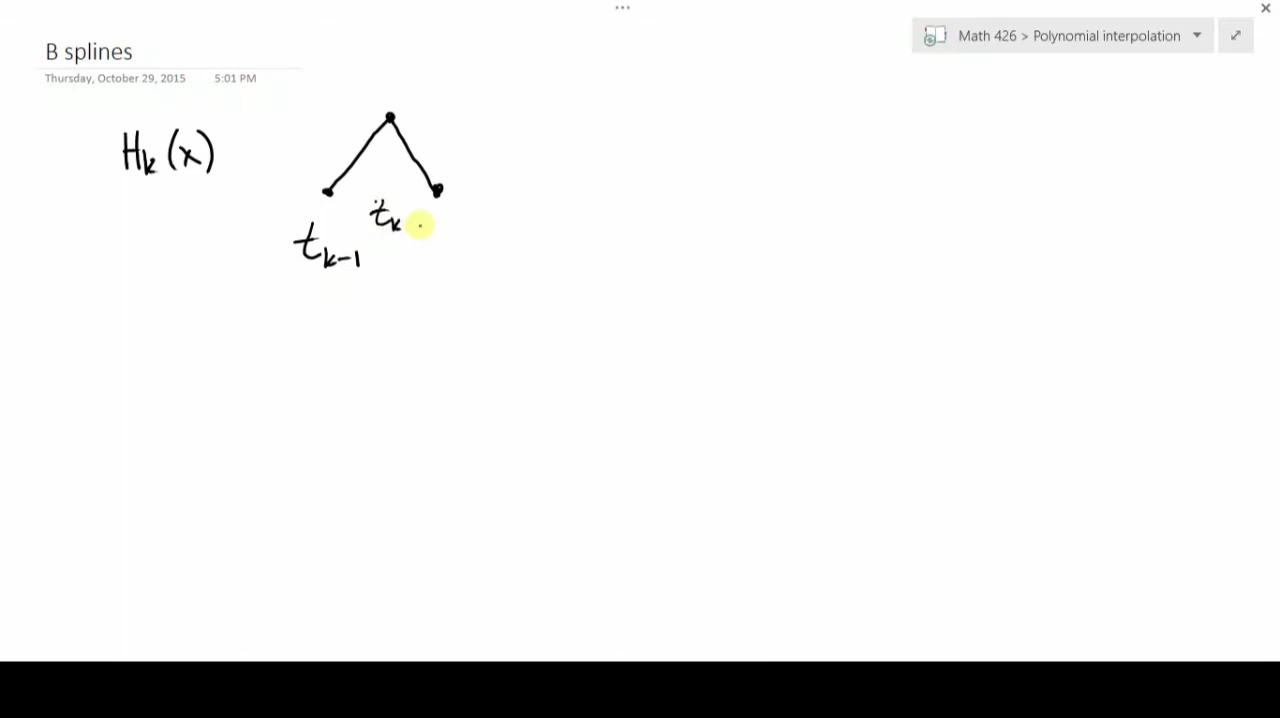 Math 426 > Polynomial interpolation
B splines
Thursday, October 29, 2015 5:01 PM
Hₖ(x)
tₖ
tₖ₋₁